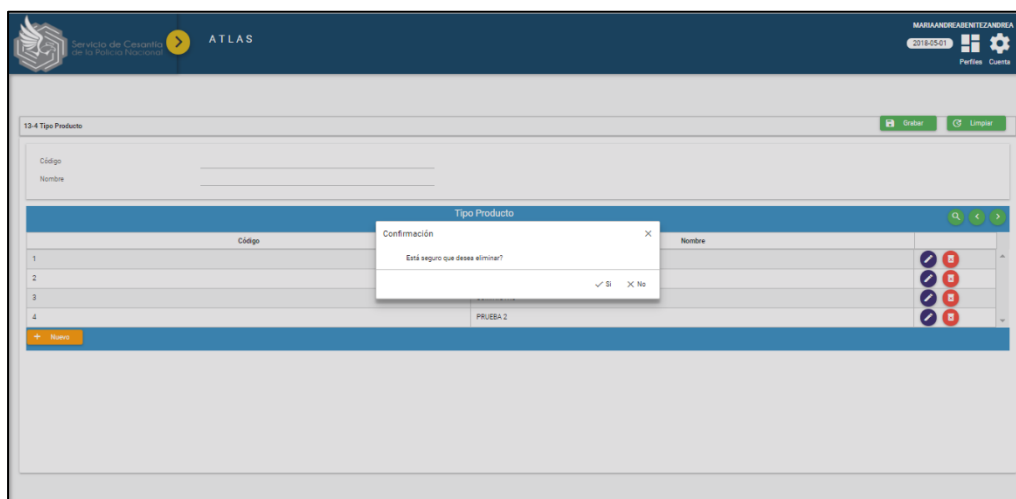 MARIAANDREABENITEZANDREA
Servicio de Cesantía
de la Policía Nacional
ATLAS
2018-05-01
Perfiles Cuenta
13-4 Tipo Producto
Grabar
Limpiar
Código
Nombre
Tipo Producto
Código
Nombre
Confirmación
Está seguro que desea eliminar?
Si
No
1
2
3
4
PRUEBA 2
Nuevo